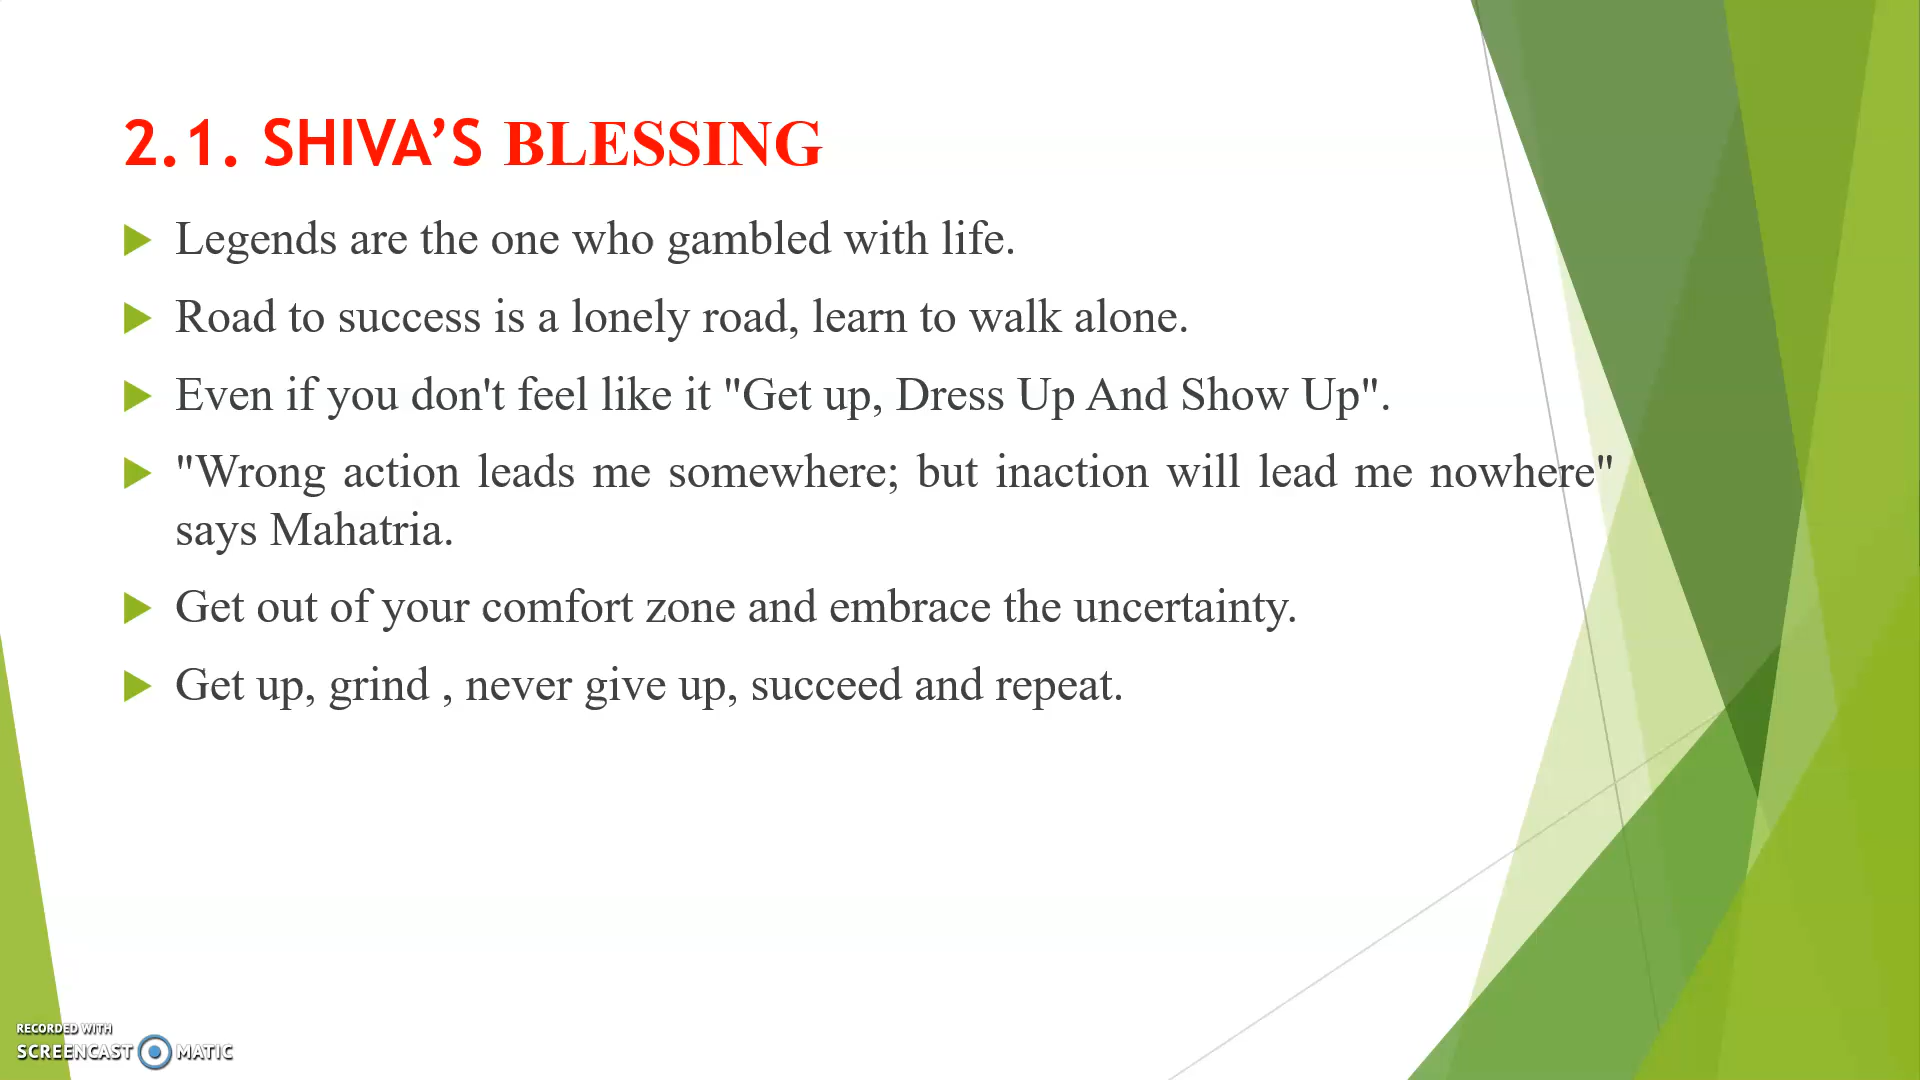 2.1. SHIVA’S BLESSING
Legends are the one who gambled with life.
Road to success is a lonely road, learn to walk alone.
Even if you don't feel like it "Get up, Dress Up And Show Up".
"Wrong action leads me somewhere; but inaction will lead me nowhere"
says Mahatria.
Get out of your comfort zone and embrace the uncertainty.
Get up, grind , never give up, succeed and repeat.
RECORDED WITH
SCREENCAST MATIC